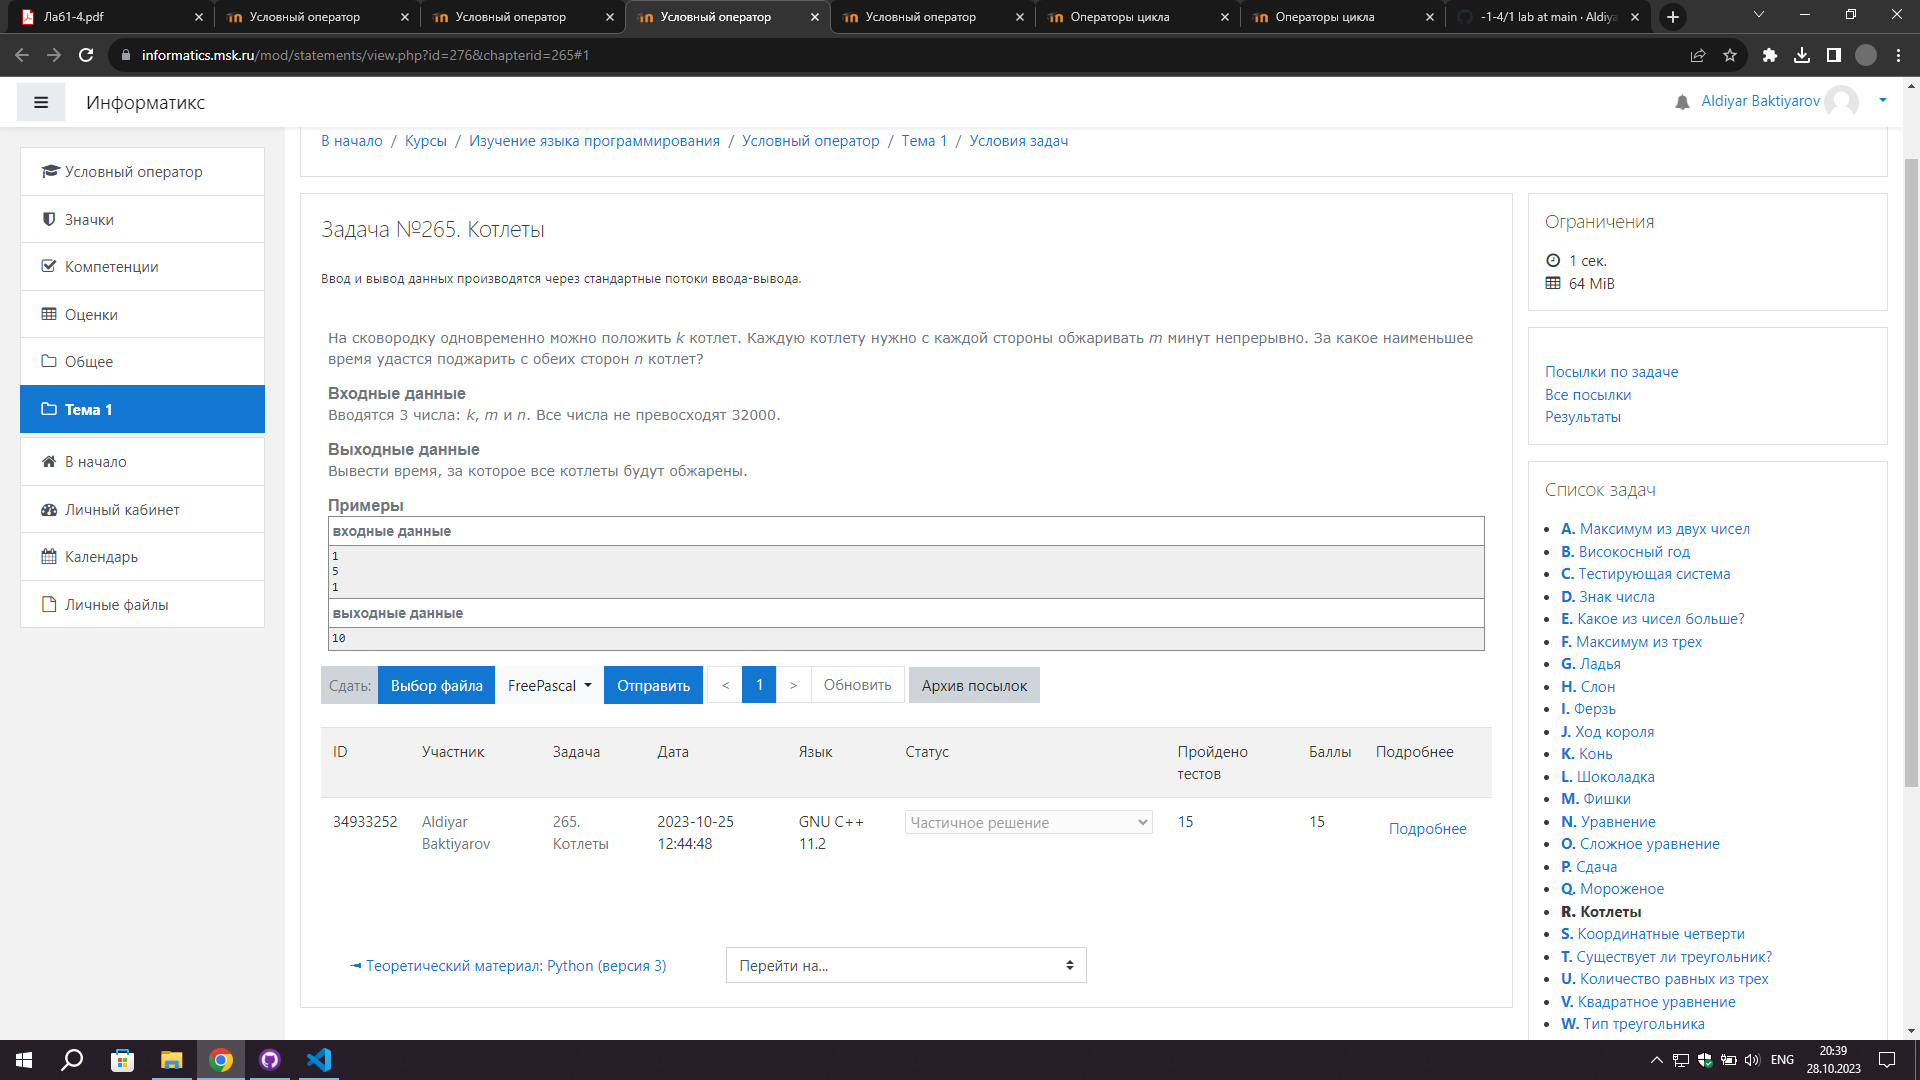 Лаб1-4.pdf
Условный оператор
Условный оператор
Условный оператор
Условный оператор
Операторы цикла
Операторы цикла
-1-4/1 lab at main · Aldiya
informatics.msk.ru/mod/statements/view.php?id=276&chapterid=265#1
Информатикс
Aldiyar Baktiyarov
Условный оператор
Значки
Компетенции
Оценки
Общее
Тема 1
В начало
Личный кабинет
Календарь
Личные файлы
В начало / Курсы / Изучение языка программирования / Условный оператор / Тема 1 / Условия задач
Задача №265. Котлеты
Ввод и вывод данных производятся через стандартные потоки ввода-вывода.
На сковородку одновременно можно положить k котлет. Каждую котлету нужно с каждой стороны обжаривать m минут непрерывно. За какое наименьшее
время удастся поджарить с обеих сторон n котлет?
Входные данные
Вводятся 3 числа: k, m и n. Все числа не превосходят 32000.
Выходные данные
Вывести время, за которое все котлеты будут обжарены.
Примеры
входные данные
1
5
1
выходные данные
10
Сдать: Выбор файла FreePascal Отправить < 1 > Обновить Архив посылок
ID Участник Задача Дата Язык Статус Пройдено тестов Баллы Подробнее
34933252 Aldiyar Baktiyarov 265. Котлеты 2023-10-25 12:44:48 GNU C++ 11.2 Частичное решение 15 15 Подробнее
◄ Теоретический материал: Python (версия 3)
Перейти на...
Ограничения
1 сек.
64 MiB
Посылки по задаче
Все посылки
Результаты
Список задач
A. Максимум из двух чисел
B. Високосный год
C. Тестирующая система
D. Знак числа
E. Какое из чисел больше?
F. Максимум из трех
G. Ладья
H. Слон
I. Ферзь
J. Ход короля
K. Конь
L. Шоколадка
M. Фишки
N. Уравнение
O. Сложное уравнение
P. Сдача
Q. Мороженое
R. Котлеты
S. Координатные четверти
T. Существует ли треугольник?
U. Количество равных из трех
V. Квадратное уравнение
W. Тип треугольника
ENG
20:39
28.10.2023